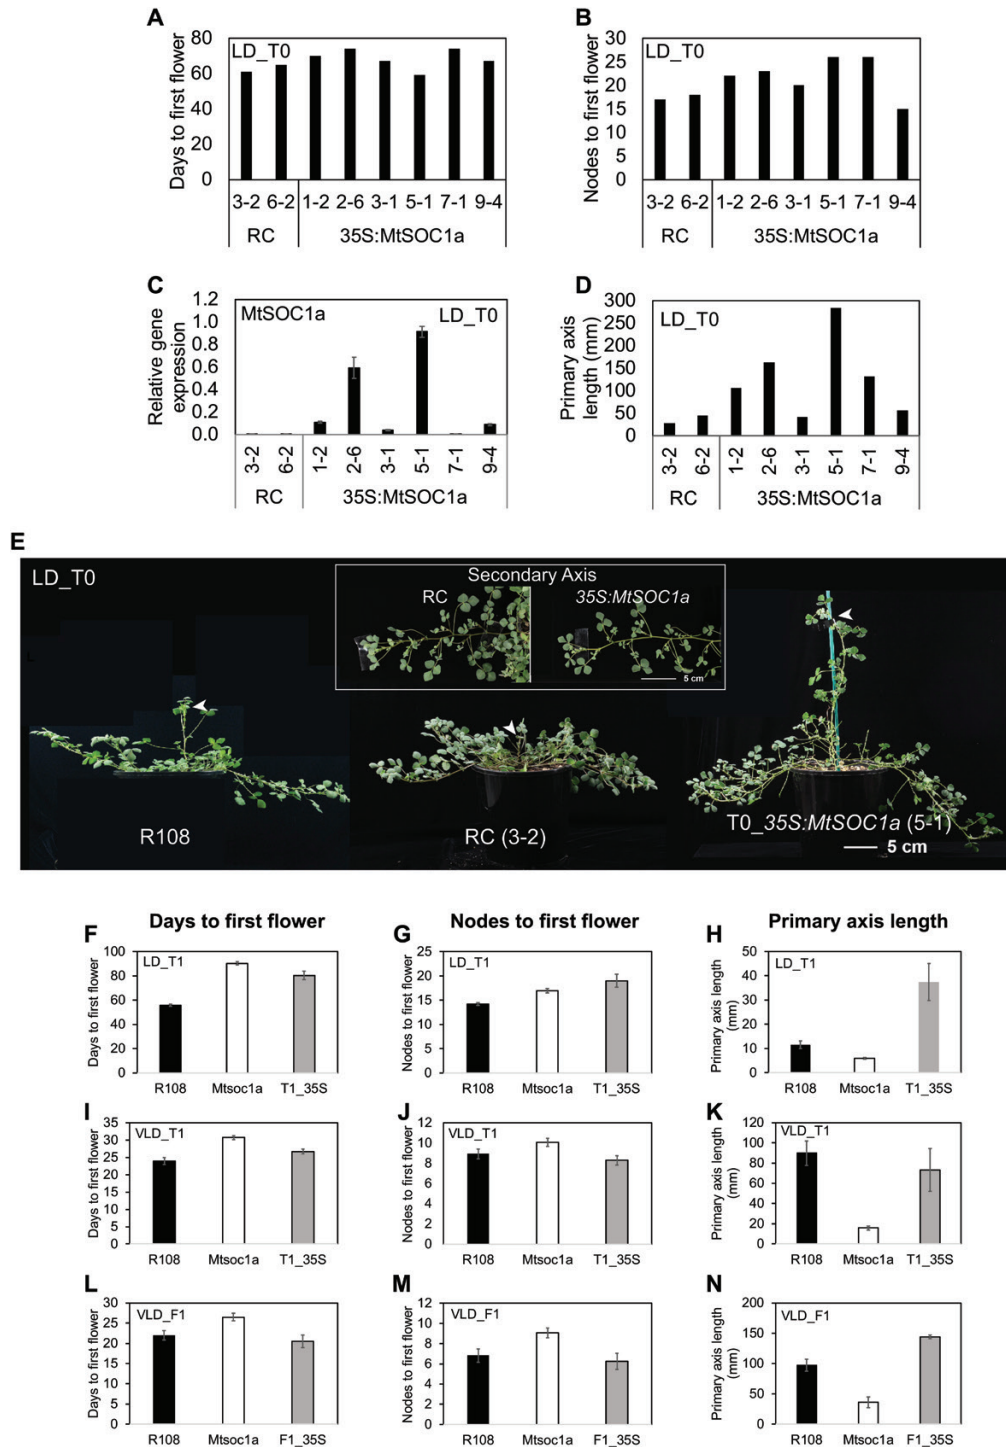 A
LD_T0
Days to first flower
80
60
40
20
0
3-2 6-2 1-2 2-6 3-1 5-1 7-1 9-4
RC 35S:MtSOC1a
B
LD_T0
Nodes to first flower
30
25
20
15
10
5
0
3-2 6-2 1-2 2-6 3-1 5-1 7-1 9-4
RC 35S:MtSOC1a
C
MtSOC1a LD_T0
Relative gene
expression
1.2
1.0
0.8
0.6
0.4
0.2
0.0
3-2 6-2 1-2 2-6 3-1 5-1 7-1 9-4
RC 35S:MtSOC1a
D
LD_T0
Primary axis
length (mm)
300
250
200
150
100
50
0
3-2 6-2 1-2 2-6 3-1 5-1 7-1 9-4
RC 35S:MtSOC1a
E
LD_T0
Secondary Axis
RC 35S:MtSOC1a
5 cm
R108
RC (3-2)
T0_35S:MtSOC1a (5-1)
5 cm
Days to first flower Nodes to first flower Primary axis length
F
LD_T1
Days to first flower
100
80
60
40
20
0
R108 Mtsoc1a T1_35S
G
LD_T1
Nodes to first flower
25
20
15
10
5
0
R108 Mtsoc1a T1_35S
H
LD_T1
Primary axis length
(mm)
50
40
30
20
10
0
R108 Mtsoc1a T1_35S
I
VLD_T1
Days to first flower
35
30
25
20
15
10
5
0
R108 Mtsoc1a T1_35S
J
VLD_T1
Nodes to first flower
12
10
8
6
4
2
0
R108 Mtsoc1a T1_35S
K
VLD_T1
Primary axis length
(mm)
120
100
80
60
40
20
0
R108 Mtsoc1a T1_35S
L
VLD_F1
Days to first flower
30
25
20
15
10
5
0
R108 Mtsoc1a F1_35S
M
VLD_F1
Nodes to first flower
12
10
8
6
4
2
0
R108 Mtsoc1a F1_35S
N
VLD_F1
Primary axis length
(mm)
200
150
100
50
0
R108 Mtsoc1a F1_35S